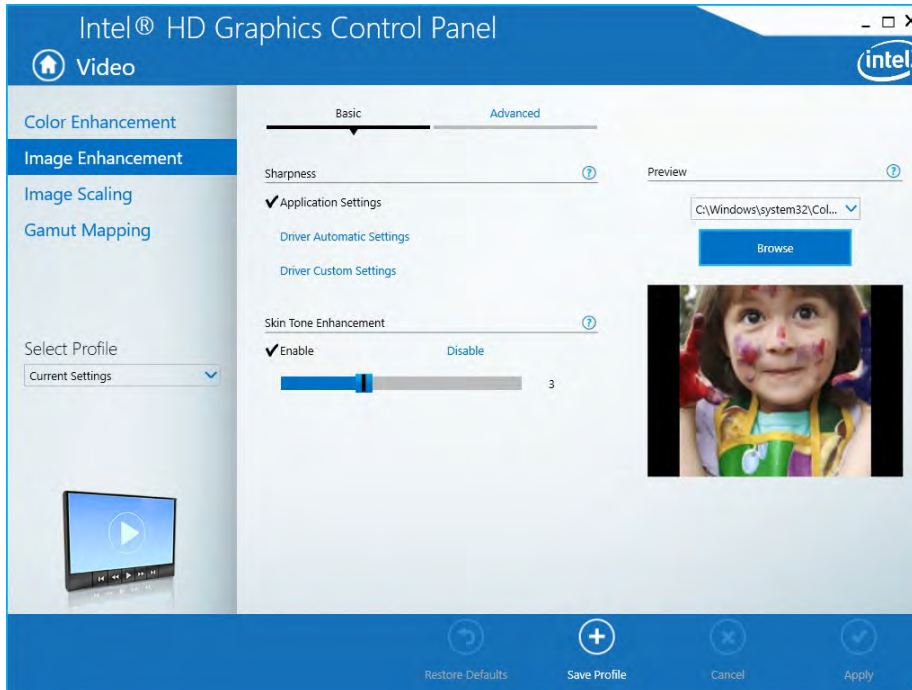 Intel® HD Graphics Control Panel
Video
intel
Color Enhancement
Image Enhancement
Image Scaling
Gamut Mapping
Select Profile
Current Settings
Basic
Advanced
Sharpness
?
Application Settings
Driver Automatic Settings
Driver Custom Settings
Skin Tone Enhancement
?
Enable
Disable
3
Preview
?
C:\Windows\system32\Col...
Browse
Restore Defaults
Save Profile
Cancel
Apply